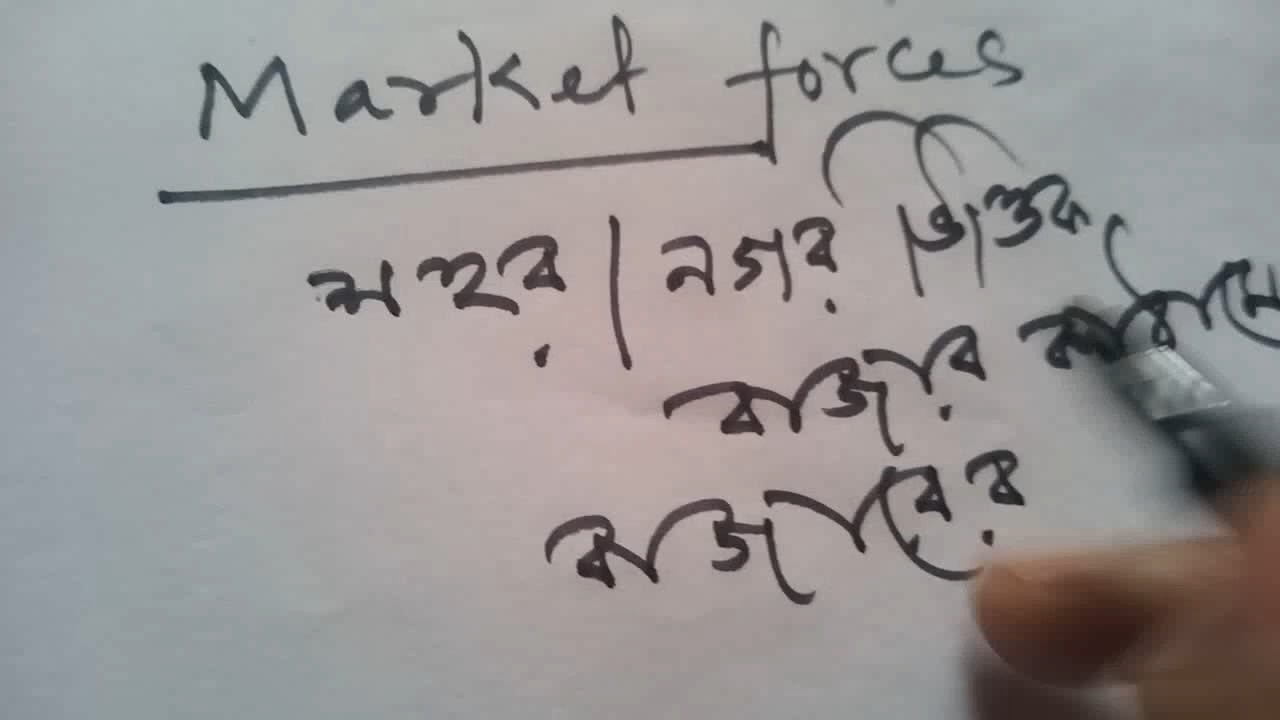 Market forces
শহর | নগর ভিত্তিক
বাজার কাঠামো
বাজারের